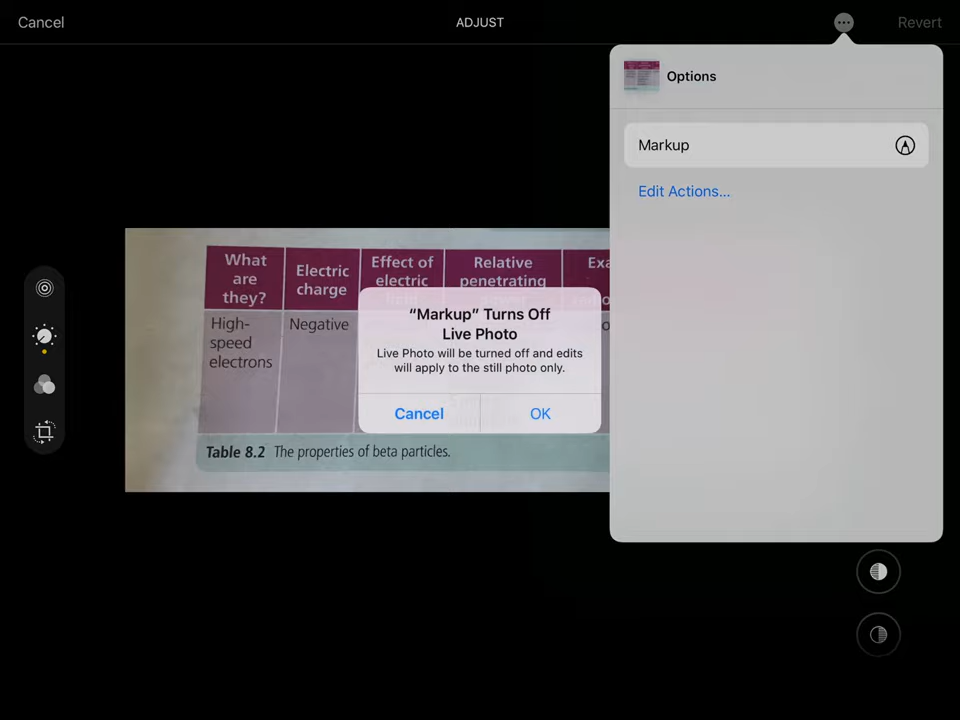 Cancel
ADJUST
Revert
Options
Markup
Edit Actions...
What
are
they?
Electric
charge
Effect of
electric
Relative
penetrating
High-
speed
electrons
Negative
“Markup” Turns Off
Live Photo
Live Photo will be turned off and edits
will apply to the still photo only.
Cancel
OK
Table 8.2 The properties of beta particles.